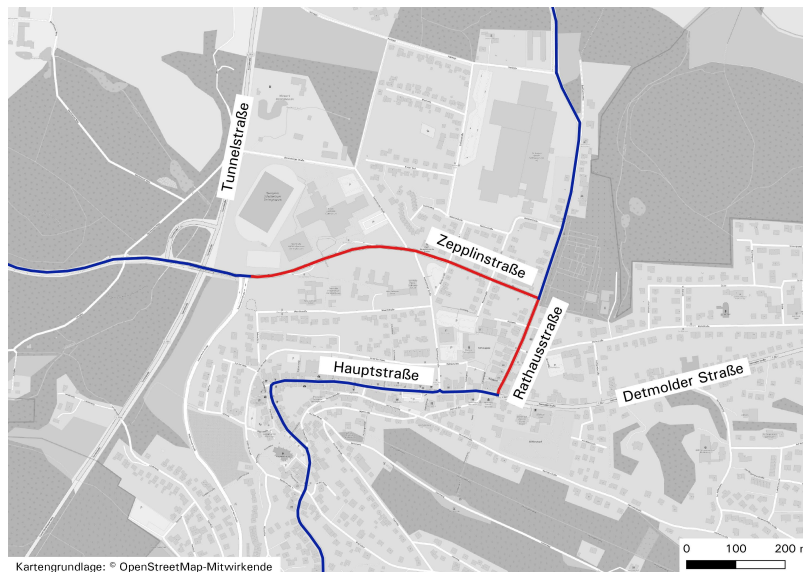 Tunnelstraße
Zepplinstraße
Rathausstraße
Hauptstraße
Detmolder Straße
0 100 200 m
Kartengrundlage: © OpenStreetMap-Mitwirkende